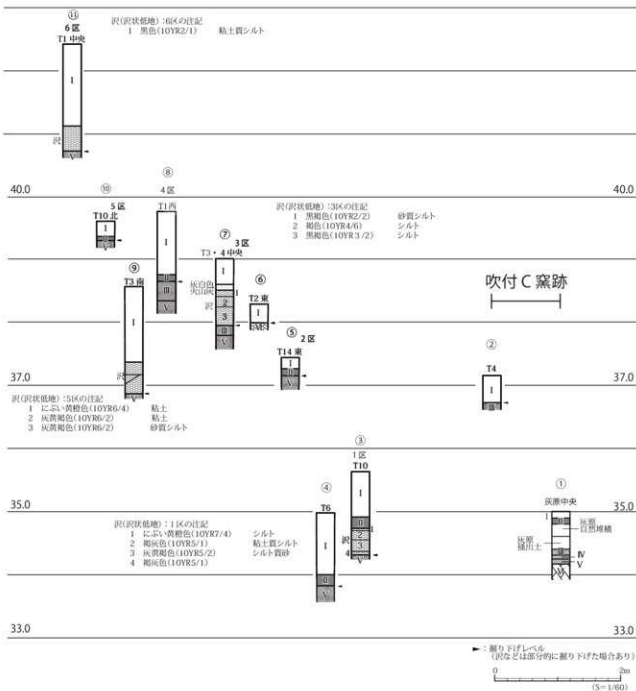 ⑪
6区
T1 中央
I
沢
V
沢(沢状低地):6区の注記
1 黒色(10YR2/1) 粘土質シルト
40.0
40.0
⑩
5区
T10 北
I
V
⑧
4区
T1西
I
II
III
V
沢(沢状低地):3区の注記
1 黒褐色(10YR2/2) 砂質シルト
2 褐色(10YR4/6) シルト
3 黒褐色(10YR3/2) シルト
⑦
3区
T3・4中央
I
灰白色
火山灰
沢
1
2
3
II
V
⑥
T2 東
I
VI
⑨
T3 南
I
沢
V
吹付C窯跡
⑤
2区
T14 東
I
II
V
②
T4
I
II
37.0
37.0
沢(沢状低地):5区の注記
1 にぶい黄橙色(10YR6/4) 粘土
2 灰黄褐色(10YR6/2) 粘土
3 灰黄褐色(10YR6/2) 砂質シルト
③
1区
T10
I
II
沢
1
2
3
4
V
④
T6
I
II
V
①
灰原中央
I
II
灰原
自然堆積
灰原
掻出土
IV
V
VI
35.0
35.0
沢(沢状低地):1区の注記
1 にぶい黄橙色(10YR7/4) シルト
2 褐灰色(10YR5/1) 粘土質シルト
3 灰黄褐色(10YR5/2) シルト質砂
4 褐灰色(10YR5/1)
33.0
33.0
►:掘り下げレベル
(沢などは部分的に掘り下げた場合あり)
0 2m
(S=1/60)